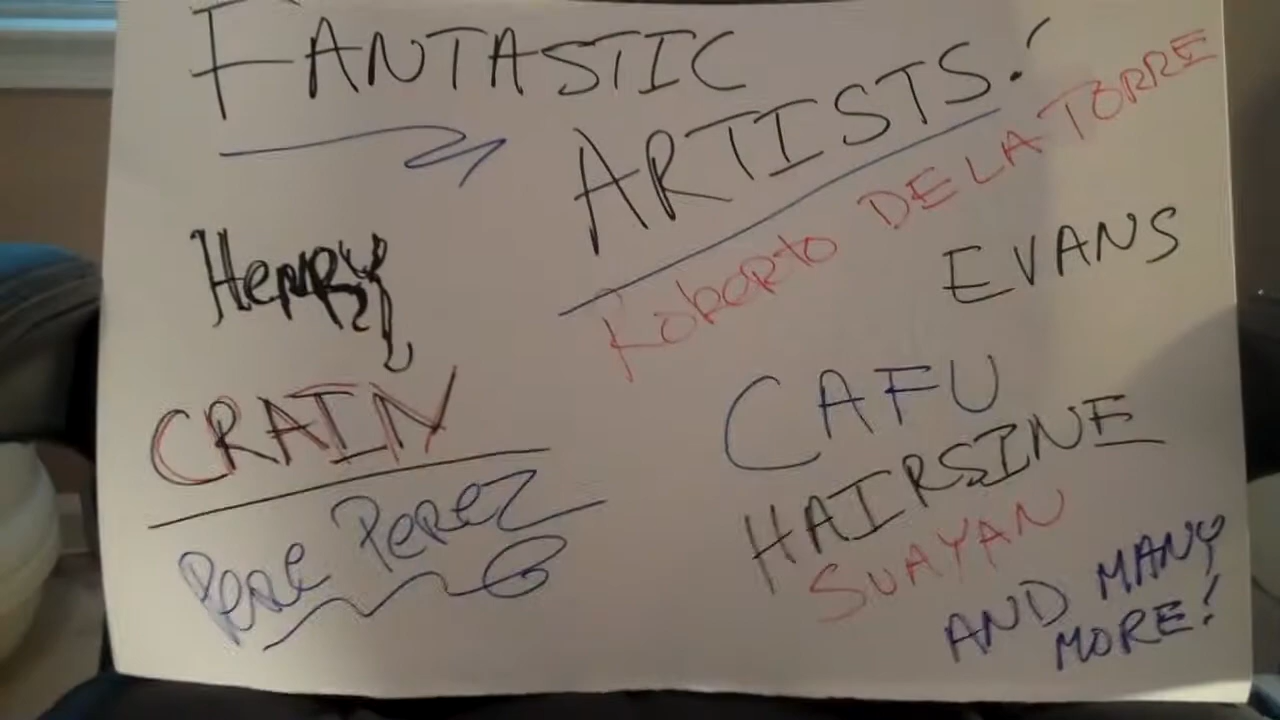 FANTASTIC
ARTISTS!
Roberto DE LA TORRE
Henry
EVANS
CRAIN
CAFU
HAIRSINE
Pere Perez
SUAYAN
AND MANY
MORE!